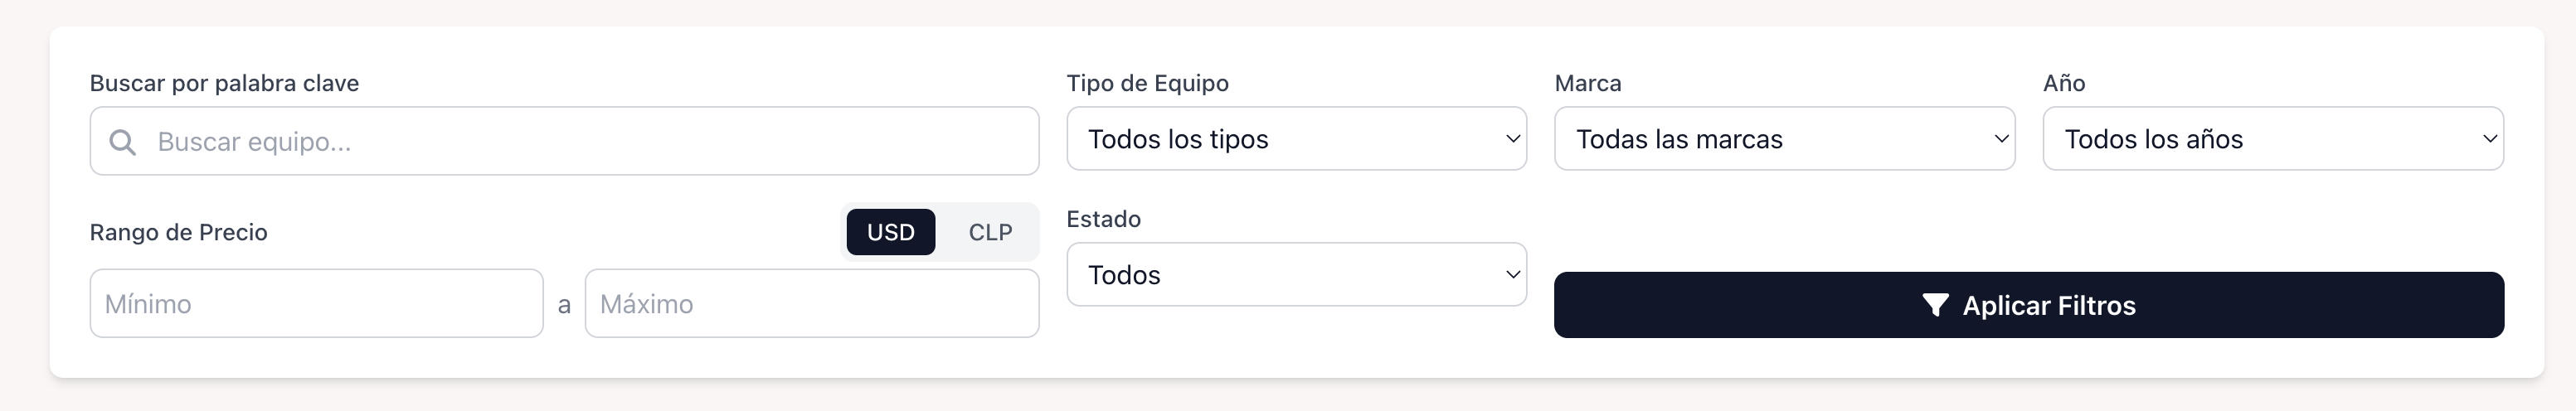 Buscar por palabra clave
Buscar equipo...
Tipo de Equipo
Todos los tipos
Marca
Todas las marcas
Año
Todos los años
Rango de Precio
USD CLP
Mínimo a Máximo
Estado
Todos
Aplicar Filtros